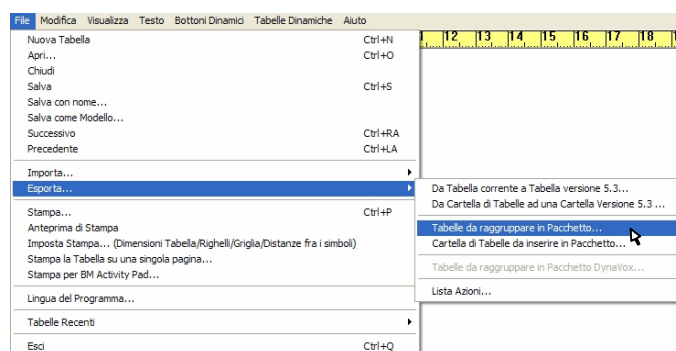 File Modifica Visualizza Testo Bottoni Dinamici Tabelle Dinamiche Aiuto
Nuova Tabella Ctrl+N
12 13 14 15 16 17 18
Apri... Ctrl+O
Chiudi
Salva Ctrl+S
Salva con nome...
Salva come Modello...
Successivo Ctrl+RA
Precedente Ctrl+LA
Importa...
Esporta...
Da Tabella corrente a Tabella versione 5.3...
Da Cartella di Tabelle ad una Cartella Versione 5.3 ...
Tabelle da raggruppare in Pacchetto...
Cartella di Tabelle da inserire in Pacchetto...
Tabelle da raggruppare in Pacchetto DynaVox...
Lista Azioni...
Stampa... Ctrl+P
Anteprima di Stampa
Imposta Stampa... (Dimensioni Tabella/Righelli/Griglia/Distanze fra i simboli)
Stampa la Tabella su una singola pagina...
Stampa per BM Activity Pad...
Lingua del Programma...
Tabelle Recenti
Esci Ctrl+Q